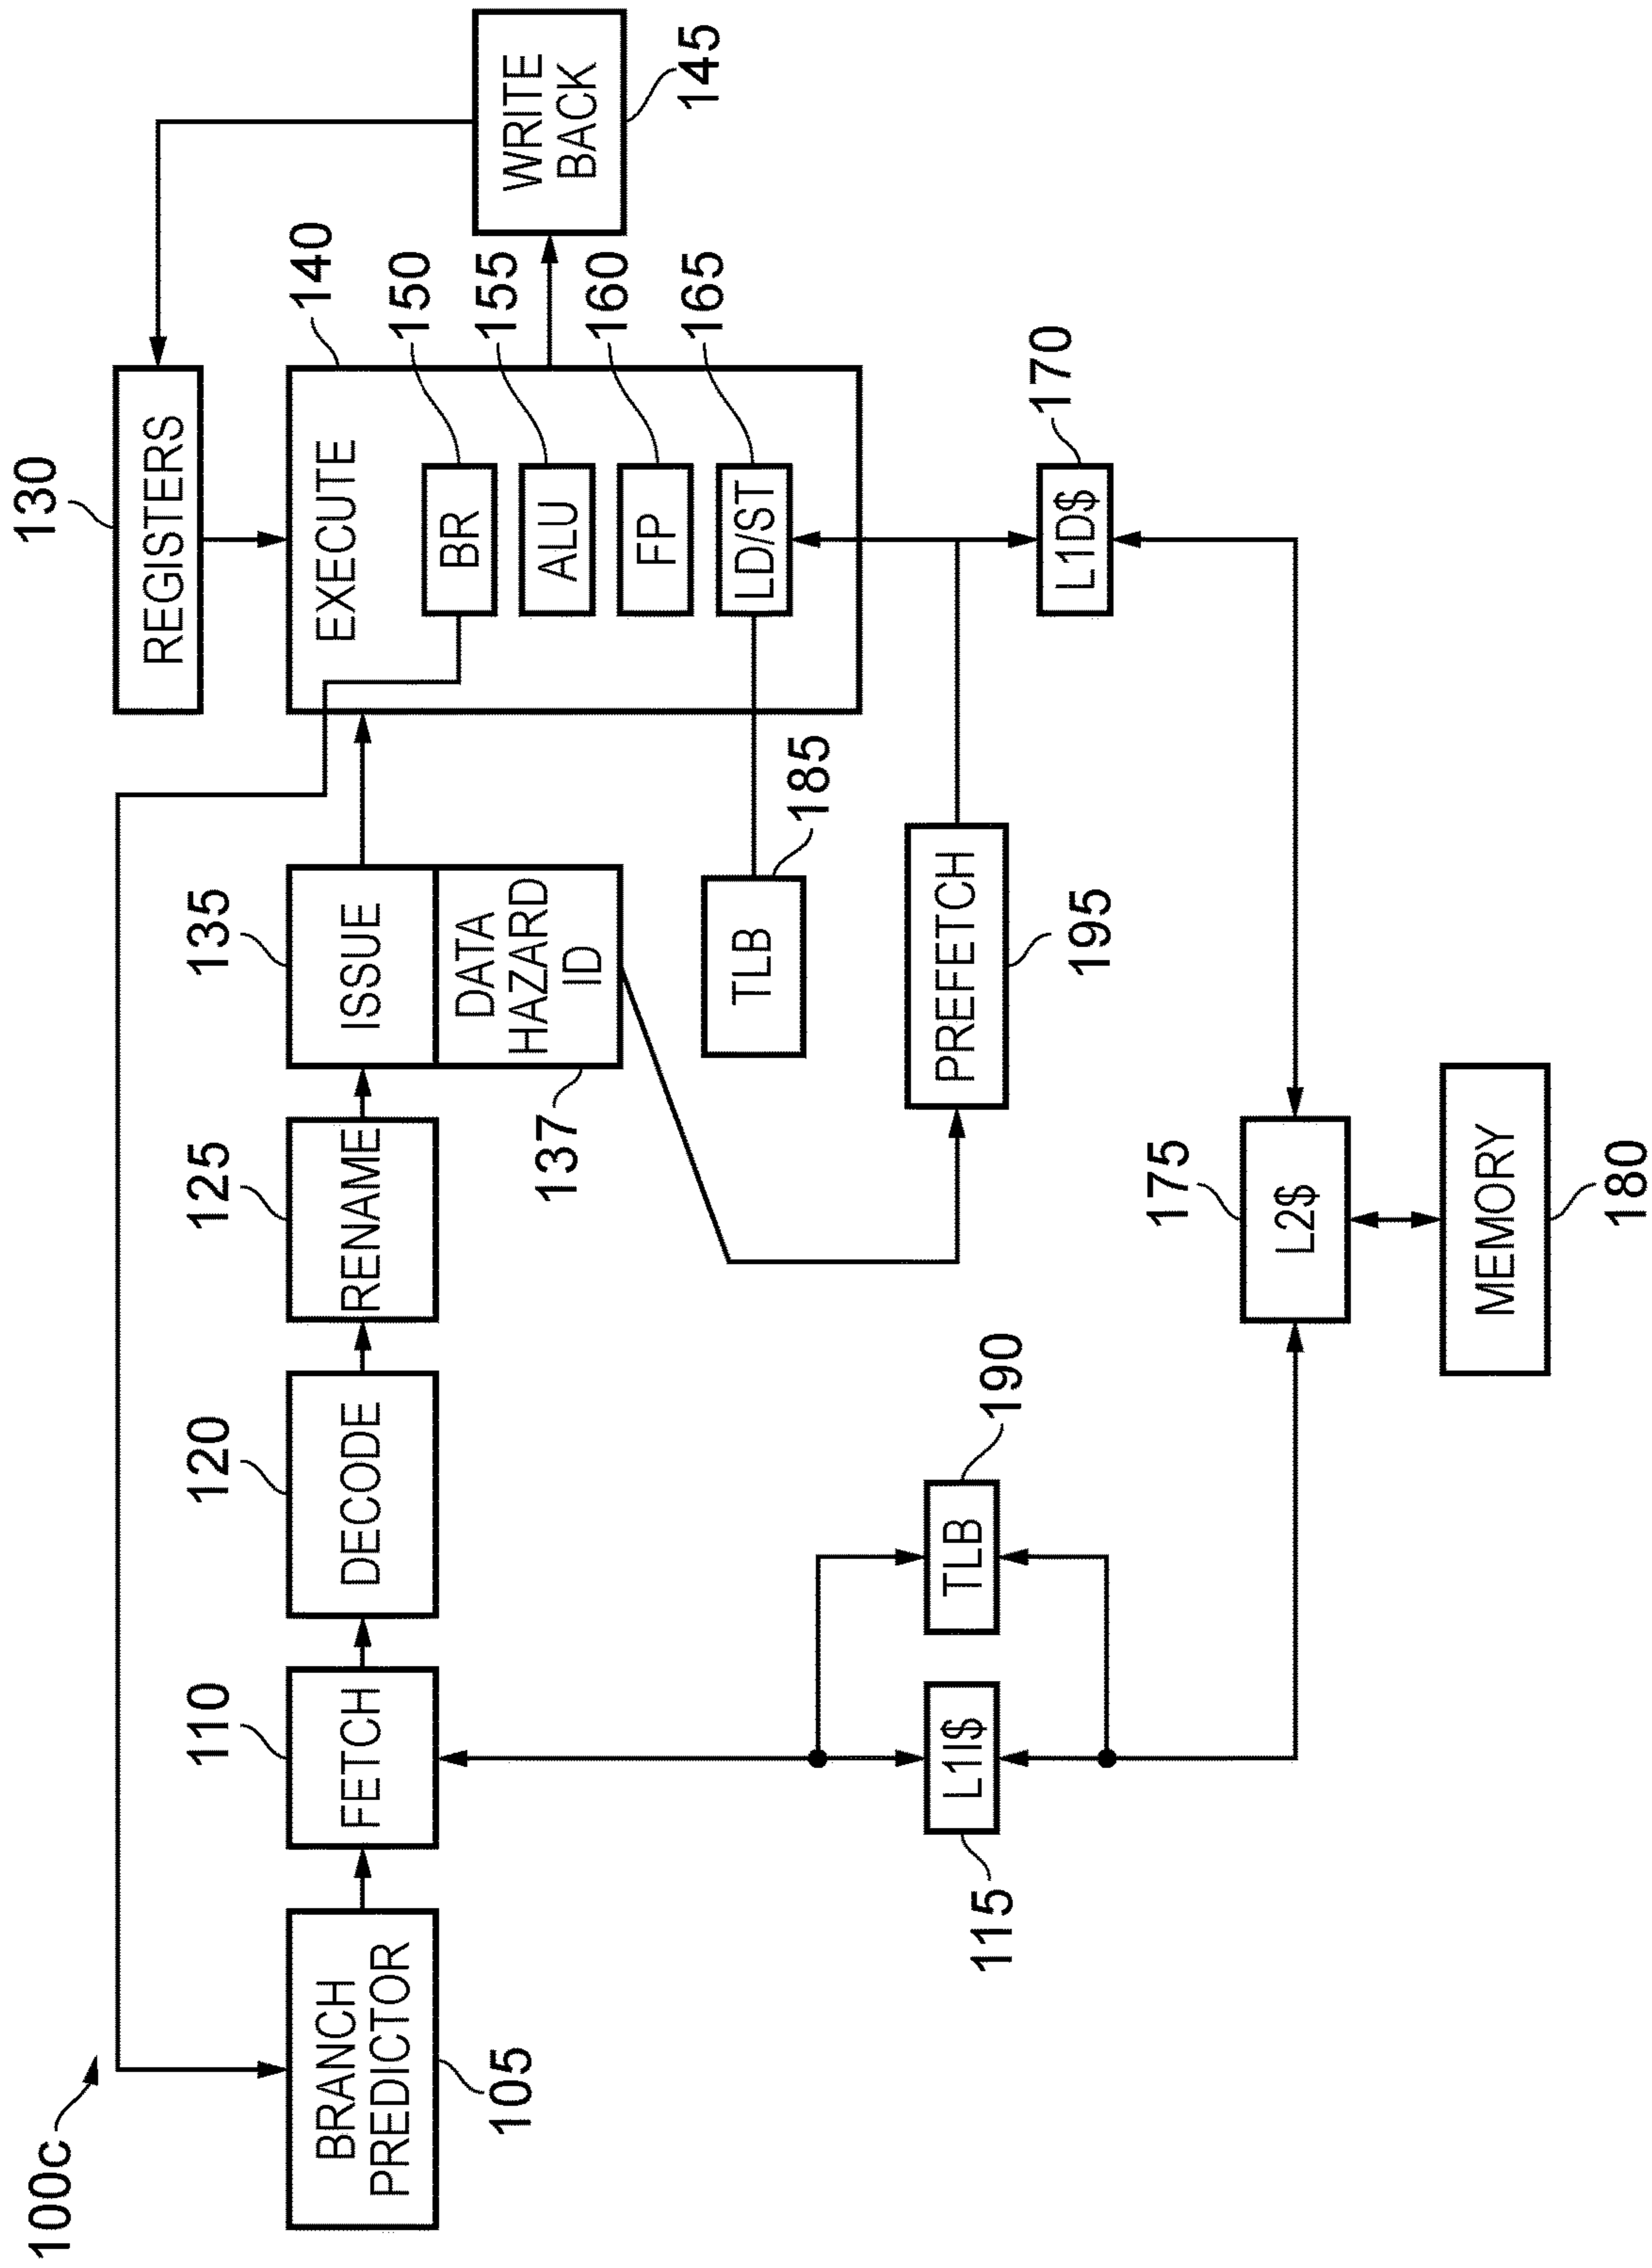 100c
130
REGISTERS
BRANCH
PREDICTOR
105
110
FETCH
120
DECODE
125
RENAME
135
ISSUE
DATA
HAZARD
ID
137
140
EXECUTE
BR
150
ALU
155
FP
160
LD/ST
165
WRITE
BACK
145
TLB
185
PREFETCH
195
L1D$
170
L1I$
115
TLB
190
L2$
175
MEMORY
180